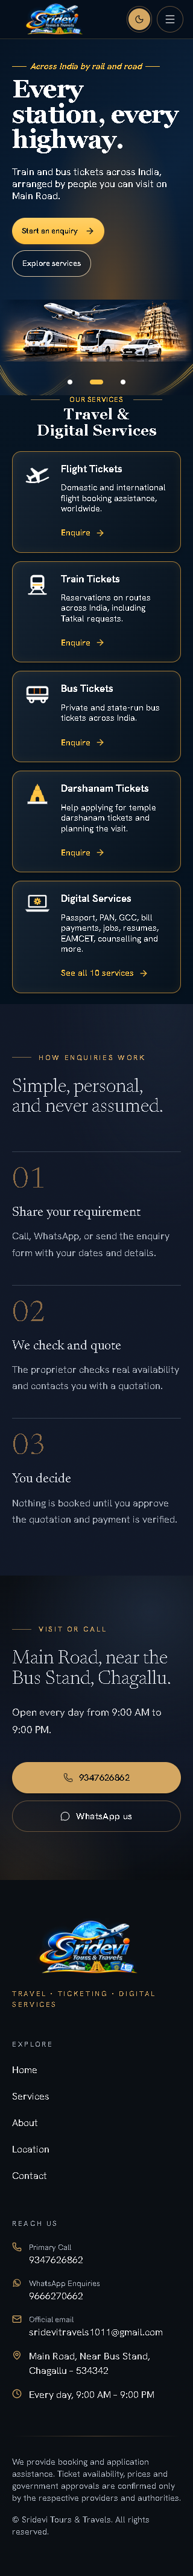 Sridevi
Tours & Travels
Across India by rail and road
Every
station, every
highway.
Train and bus tickets across India,
arranged by people you can visit on
Main Road.
Start an enquiry
Explore services
OUR SERVICES
Travel &
Digital Services
Flight Tickets
Domestic and international
flight booking assistance,
worldwide.
Enquire
Train Tickets
Reservations on routes
across India, including
Tatkal requests.
Enquire
Bus Tickets
Private and state-run bus
tickets across India.
Enquire
Darshanam Tickets
Help applying for temple
darshanam tickets and
planning the visit.
Enquire
Digital Services
Passport, PAN, GCC, bill
payments, jobs, resumes,
EAMCET, counselling and
more.
See all 10 services
HOW ENQUIRIES WORK
Simple, personal,
and never assumed.
01
Share your requirement
Call, WhatsApp, or send the enquiry
form with your dates and details.
02
We check and quote
The proprietor checks real availability
and contacts you with a quotation.
03
You decide
Nothing is booked until you approve
the quotation and payment is verified.
VISIT OR CALL
Main Road, near the
Bus Stand, Chagallu.
Open every day from 9:00 AM to
9:00 PM.
9347626862
WhatsApp us
Sridevi
Tours & Travels
TRAVEL • TICKETING • DIGITAL
SERVICES
EXPLORE
Home
Services
About
Location
Contact
REACH US
Primary Call
9347626862
WhatsApp Enquiries
9666270662
Official email
sridevitravels1011@gmail.com
Main Road, Near Bus Stand,
Chagallu – 534342
Every day, 9:00 AM – 9:00 PM
We provide booking and application
assistance. Ticket availability, prices and
government approvals are confirmed only
by the respective providers and authorities.
© Sridevi Tours & Travels. All rights
reserved.